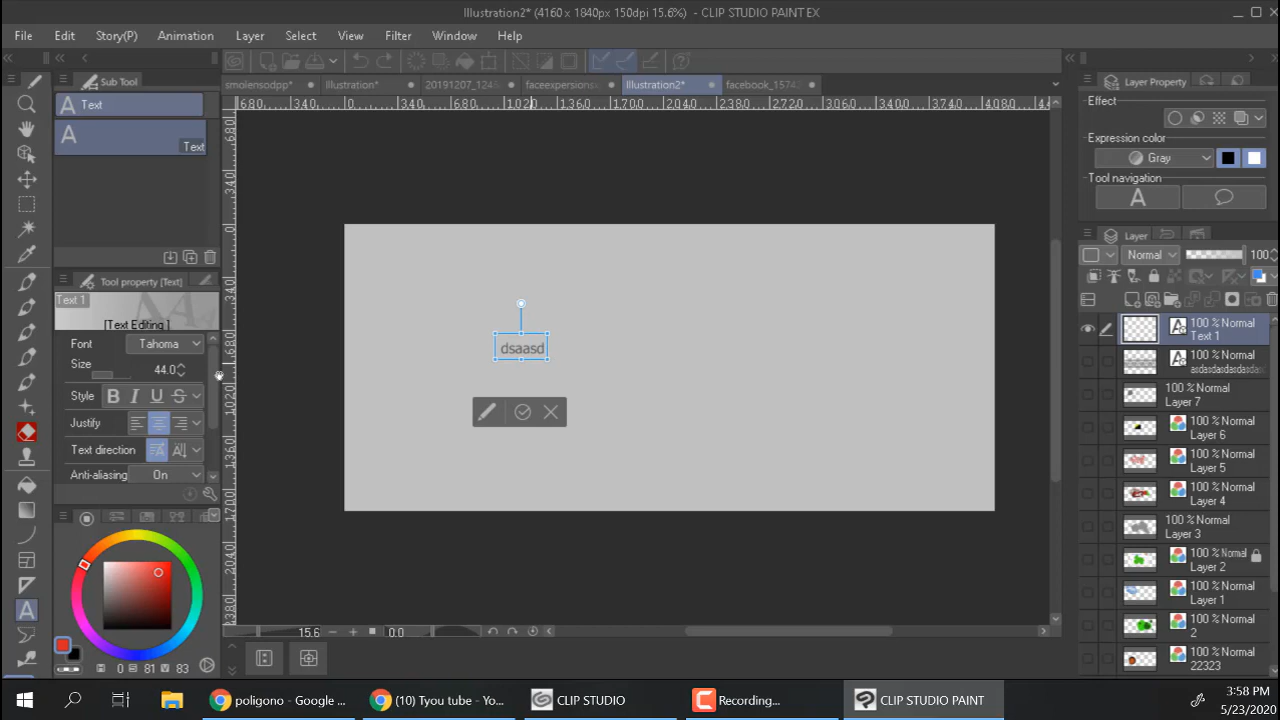 Illustration2* (4160 x 1840px 150dpi 15.6%) - CLIP STUDIO PAINT EX
File Edit Story(P) Animation Layer Select View Filter Window Help
Sub Tool
smolensodpp* Illustration* 20191207_124 faceexpersions Illustration2* facebook_1574
Layer Property
Text
Text
Effect
Expression color
Gray
Tool navigation
Layer
Normal 100
Tool property [Text]
Text 1
[Text Editing ]
Font Tahoma
Size 44.0
Style B I U S
Justify
Text direction
Anti-aliasing On
dsaasd
100 % Normal
Text 1
100 % Normal
asdasdasdasdasdas
100 % Normal
Layer 7
100 % Normal
Layer 6
100 % Normal
Layer 5
100 % Normal
Layer 4
100 % Normal
Layer 3
100 % Normal
Layer 2
100 % Normal
Layer 1
100 % Normal
2
100 % Normal
22323
15.6 0.0
H 0 S 81 V 83
poligono - Google ... (10) Tyou tube - Yo... CLIP STUDIO Recording... CLIP STUDIO PAINT
3:58 PM
5/23/2020